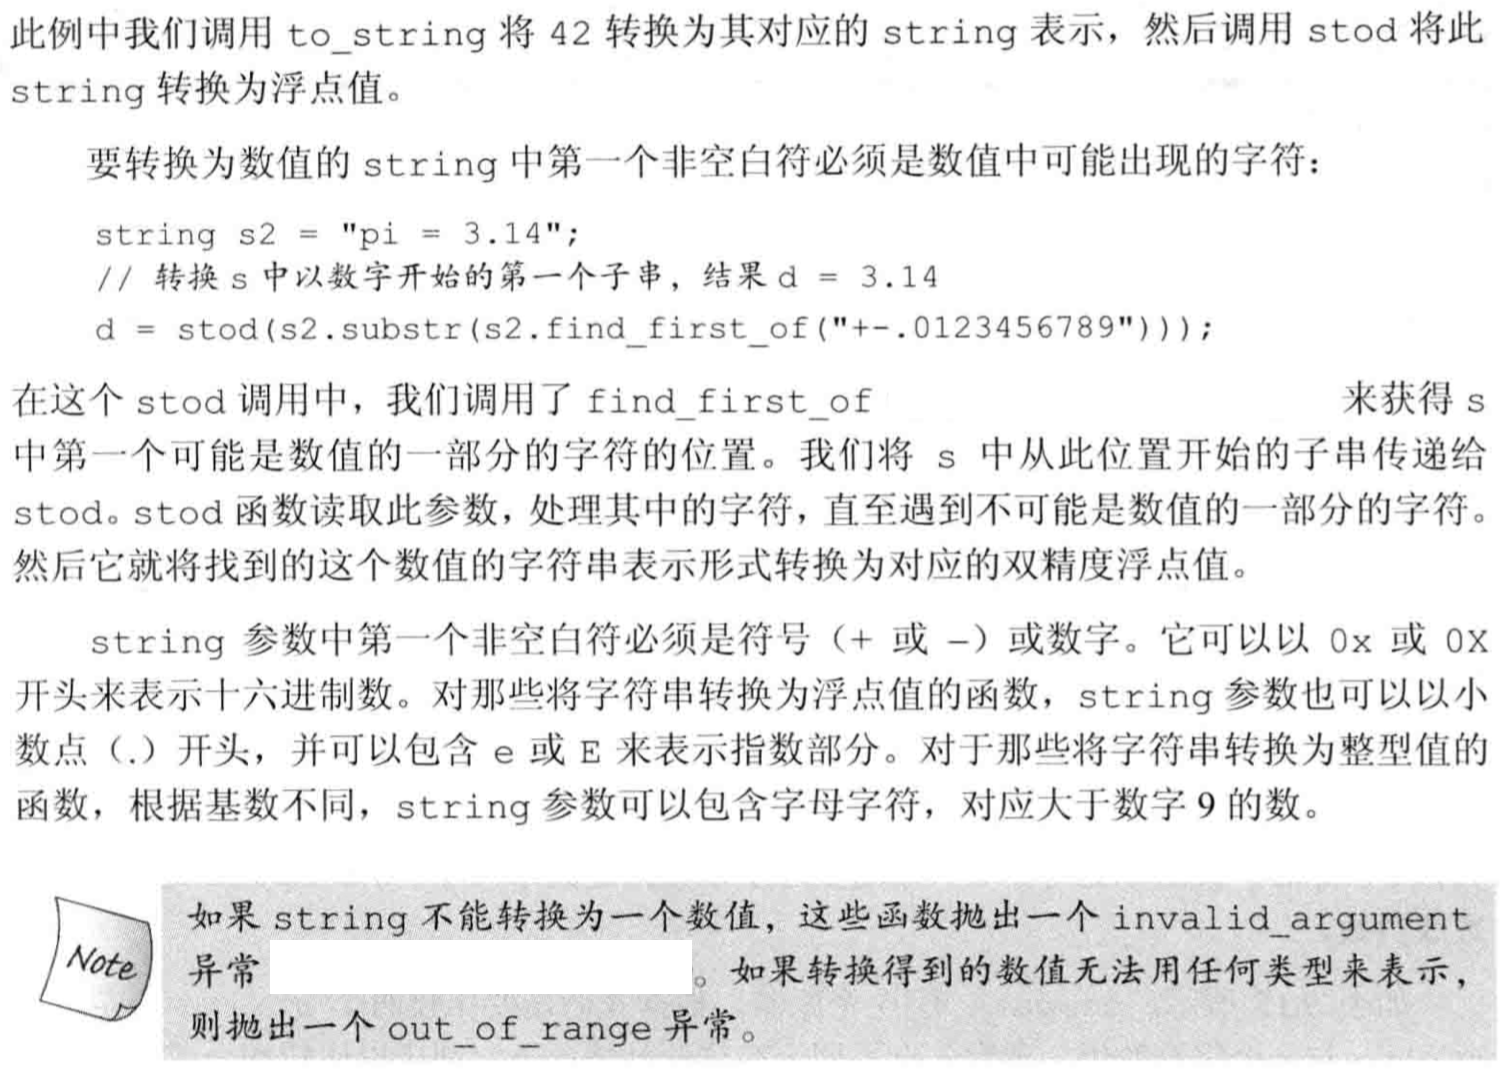 此例中我们调用 to_string 将 42 转换为其对应的 string 表示，然后调用 stod 将此
string 转换为浮点值。
要转换为数值的 string 中第一个非空白符必须是数值中可能出现的字符：
string s2 = "pi = 3.14";
// 转换 s 中以数字开始的第一个子串，结果 d = 3.14
d = stod(s2.substr(s2.find_first_of("+-.0123456789")));
在这个 stod 调用中，我们调用了 find_first_of 来获得 s
中第一个可能是数值的一部分的字符的位置。我们将 s 中从此位置开始的子串传递给
stod。stod 函数读取此参数，处理其中的字符，直至遇到不可能是数值的一部分的字符。
然后它就将找到的这个数值的字符串表示形式转换为对应的双精度浮点值。
string 参数中第一个非空白符必须是符号（+ 或 –）或数字。它可以以 0x 或 0X
开头来表示十六进制数。对那些将字符串转换为浮点值的函数，string 参数也可以以小
数点（.）开头，并可以包含 e 或 E 来表示指数部分。对于那些将字符串转换为整型值的
函数，根据基数不同，string 参数可以包含字母字符，对应大于数字 9 的数。
Note
如果 string 不能转换为一个数值，这些函数抛出一个 invalid_argument
异常 。如果转换得到的数值无法用任何类型来表示，
则抛出一个 out_of_range 异常。